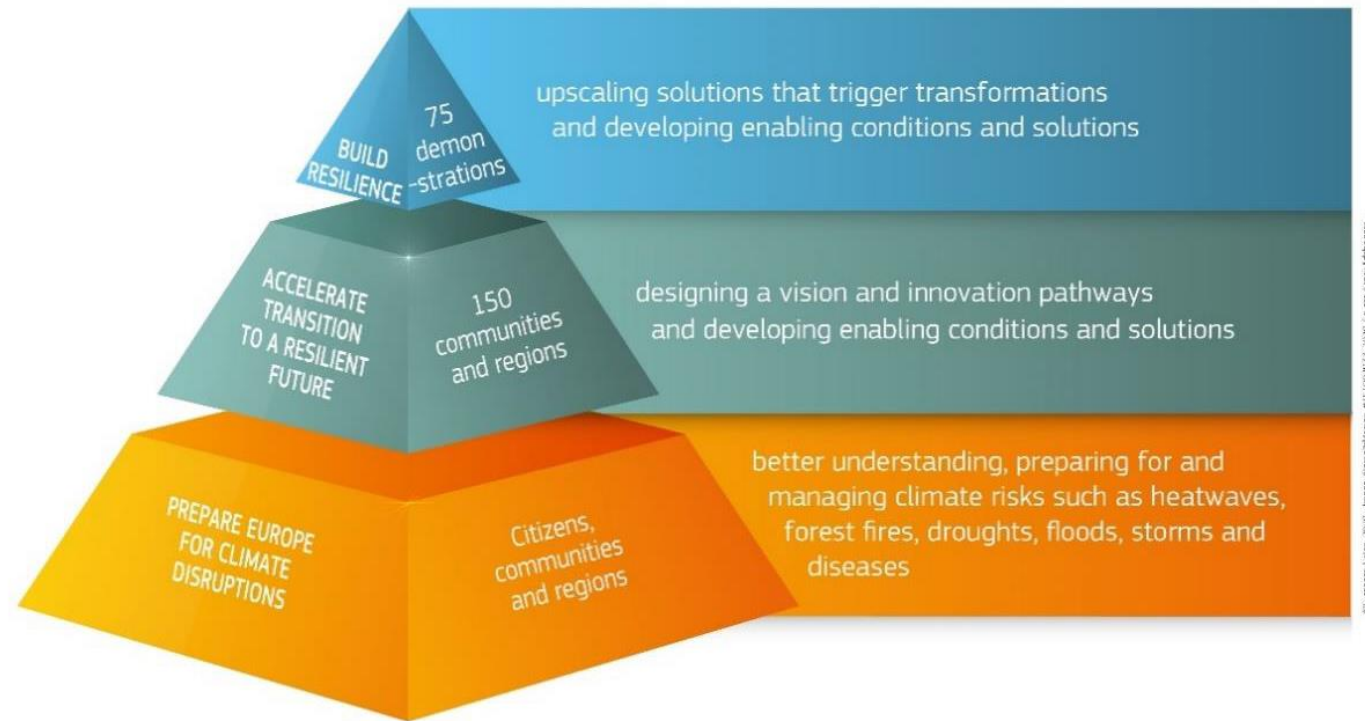 BUILD
RESILIENCE
75
demon
-strations
upscaling solutions that trigger transformations
and developing enabling conditions and solutions
ACCELERATE
TRANSITION
TO A RESILIENT
FUTURE
150
communities
and regions
designing a vision and innovation pathways
and developing enabling conditions and solutions
PREPARE EUROPE
FOR CLIMATE
DISRUPTIONS
Citizens,
communities
and regions
better understanding, preparing for and
managing climate risks such as heatwaves,
forest fires, droughts, floods, storms and
diseases